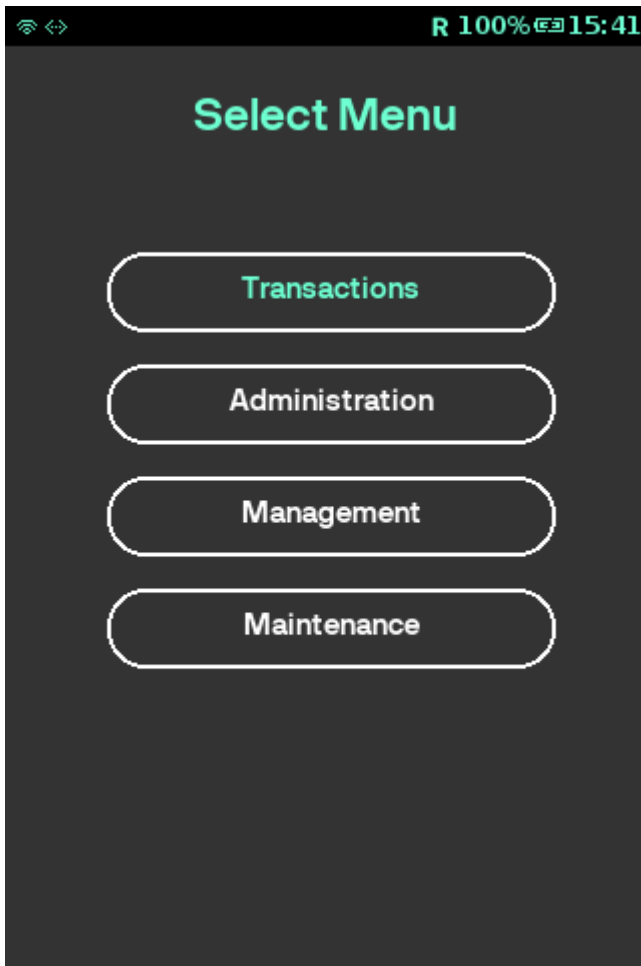 R 100% 15:41
Select Menu
Transactions
Administration
Management
Maintenance